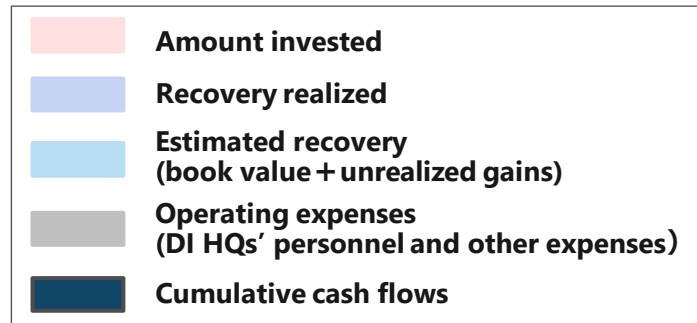 Amount invested
Recovery realized
Estimated recovery
(book value＋unrealized gains)
Operating expenses
(DI HQs’ personnel and other expenses）
Cumulative cash flows